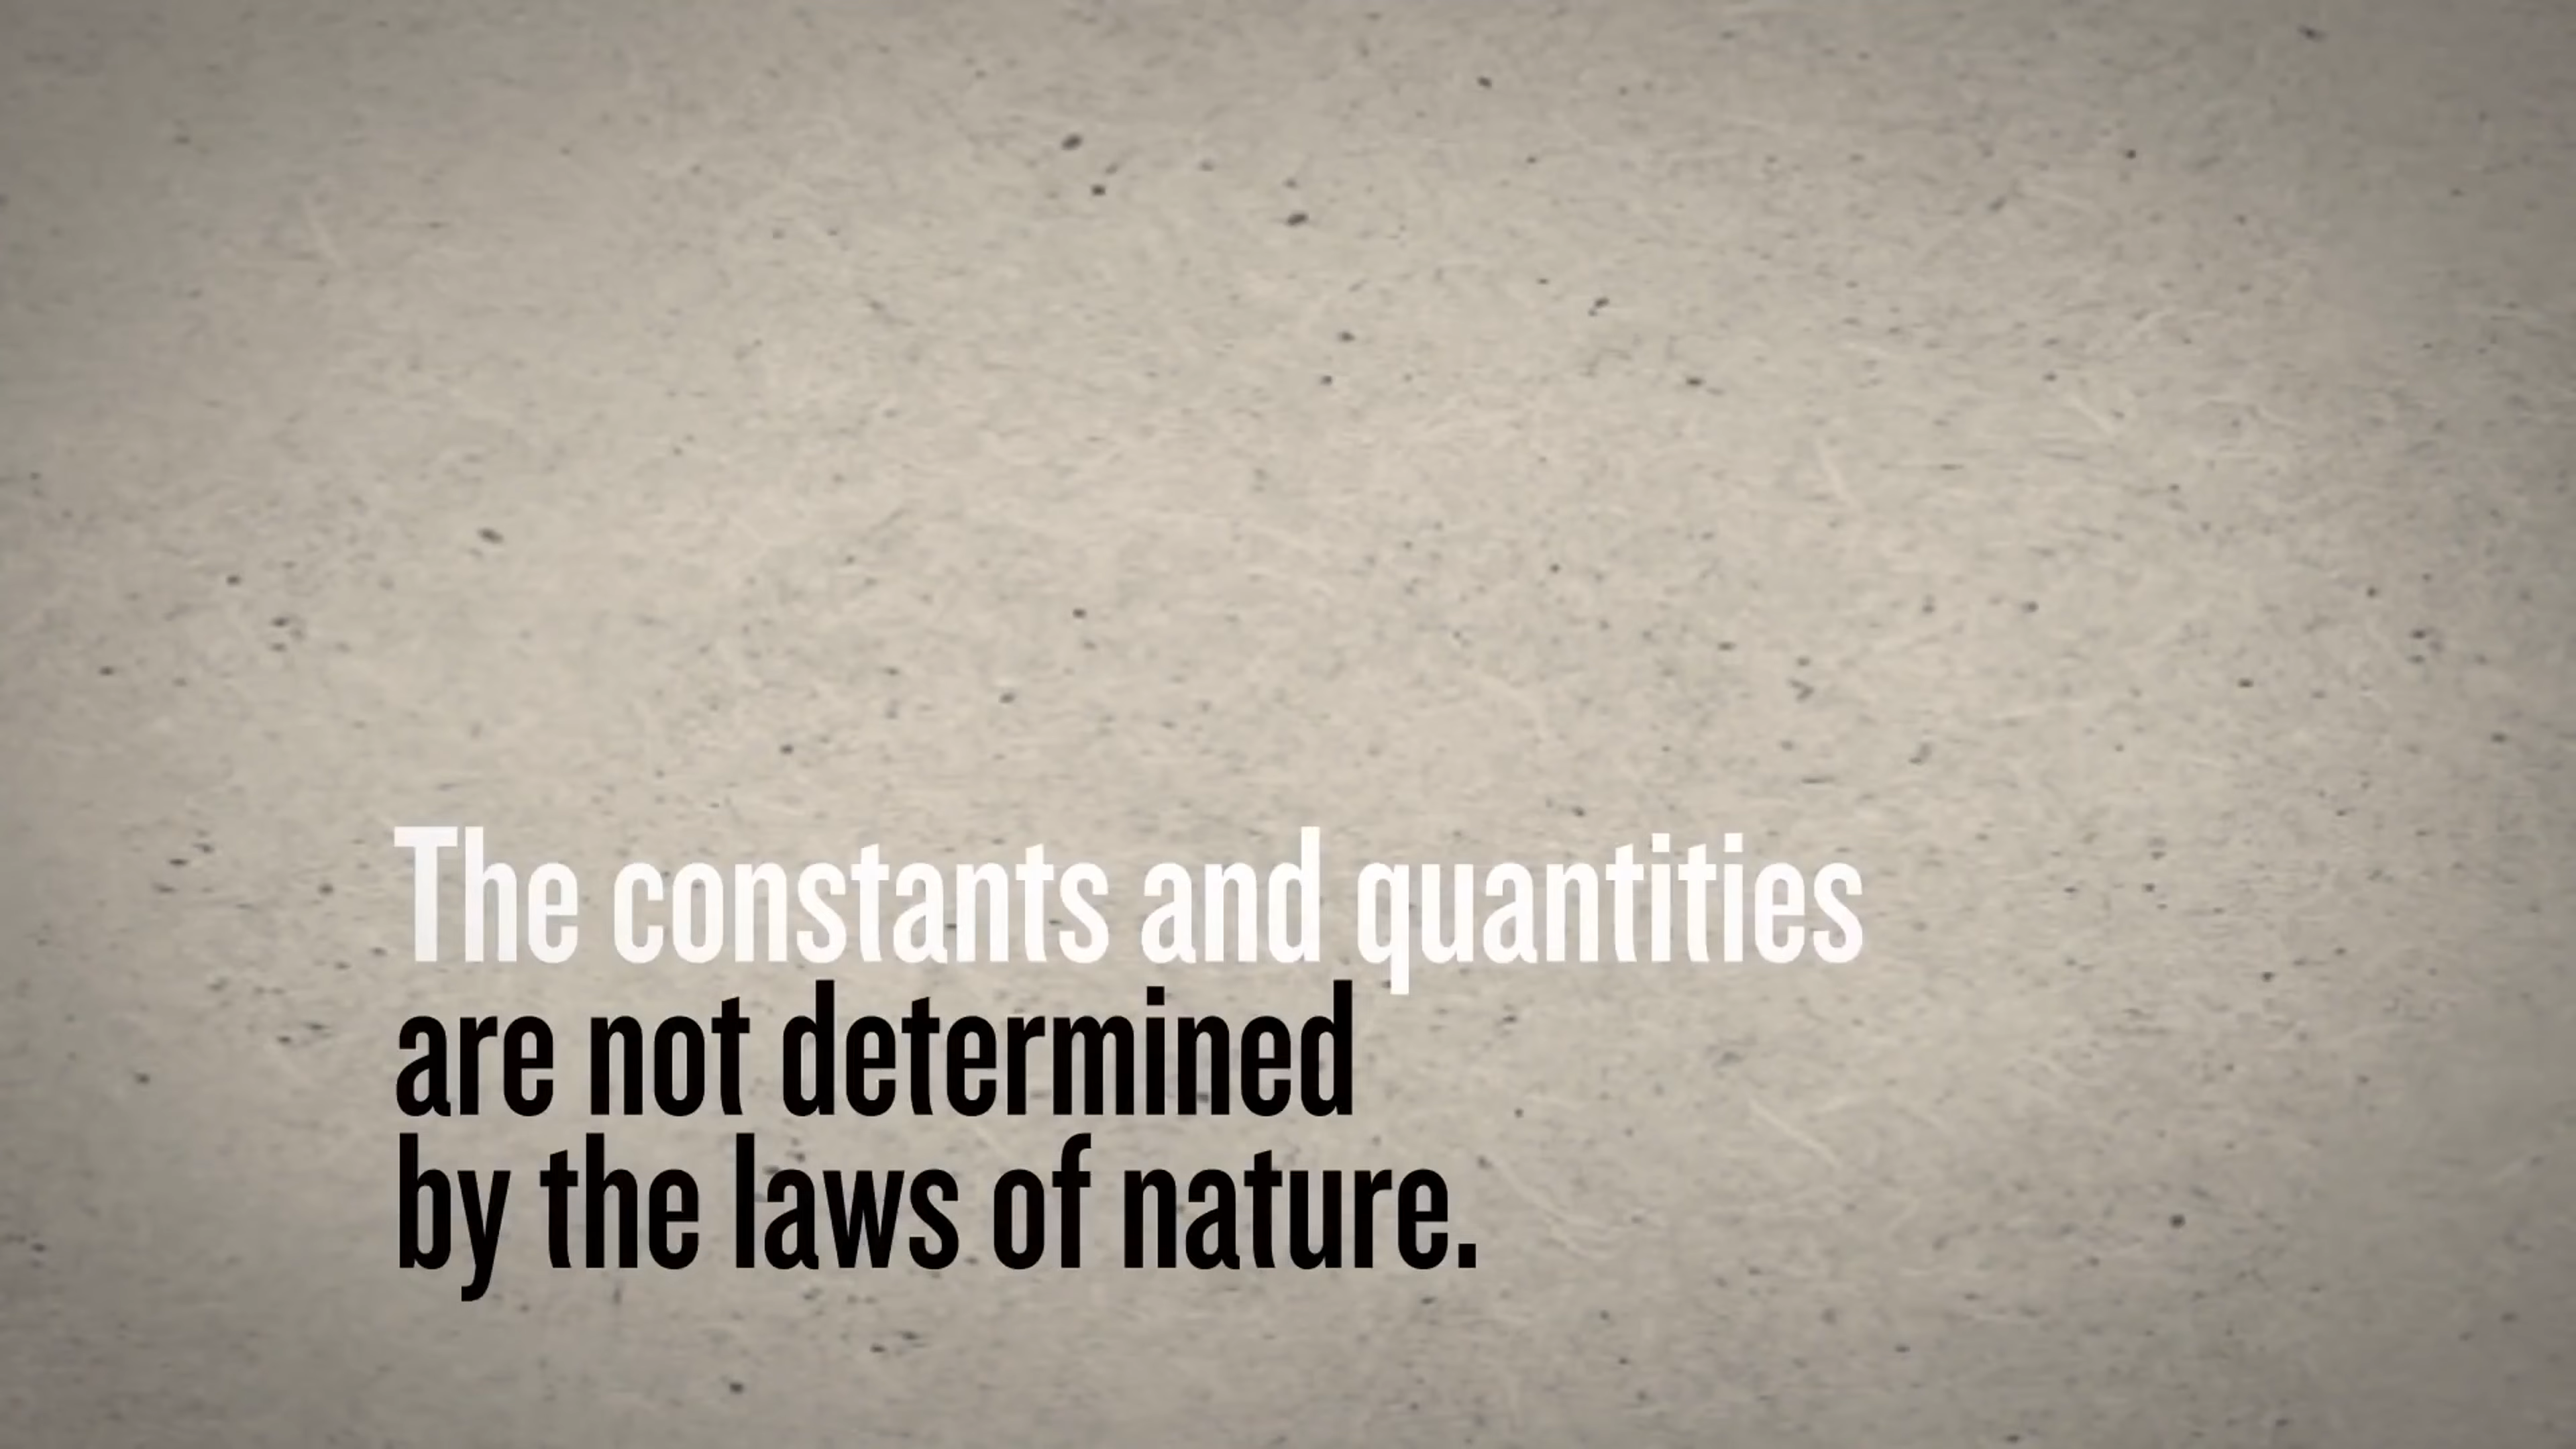 The constants and quantities
are not determined
by the laws of nature.